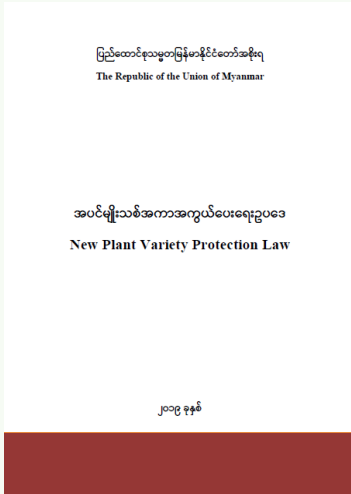 ပြည်ထောင်စုသမ္မတမြန်မာနိုင်ငံတော်အစိုးရ
The Republic of the Union of Myanmar
အပင်မျိုးသစ်အကာအကွယ်ပေးရေးဥပဒေ
New Plant Variety Protection Law
၂၀၁၉ ခုနှစ်